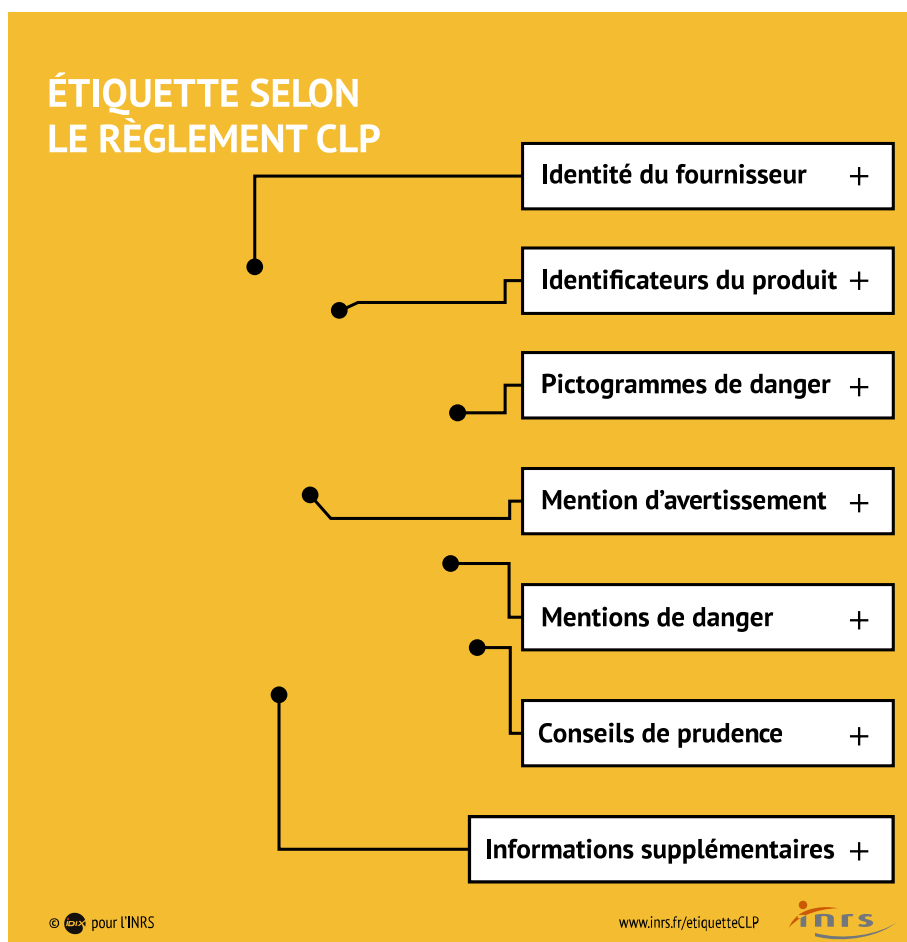 ÉTIQUETTE SELON
LE RÈGLEMENT CLP
Identité du fournisseur +
Identificateurs du produit +
Pictogrammes de danger +
Mention d’avertissement +
Mentions de danger +
Conseils de prudence +
Informations supplémentaires +
© IDIX pour l'INRS
www.inrs.fr/etiquetteCLP
inrs